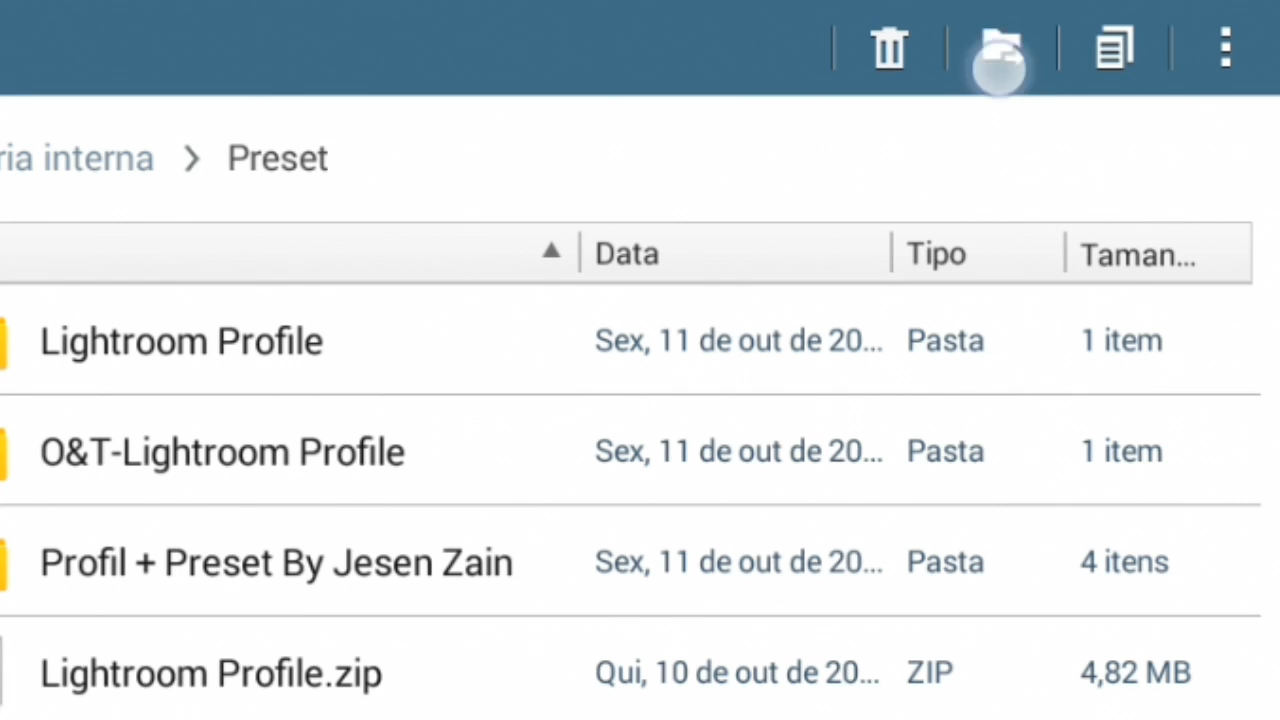 ria interna > Preset
Data Tipo Taman...
Lightroom Profile Sex, 11 de out de 20... Pasta 1 item
O&T-Lightroom Profile Sex, 11 de out de 20... Pasta 1 item
Profil + Preset By Jesen Zain Sex, 11 de out de 20... Pasta 4 itens
Lightroom Profile.zip Qui, 10 de out de 20... ZIP 4,82 MB